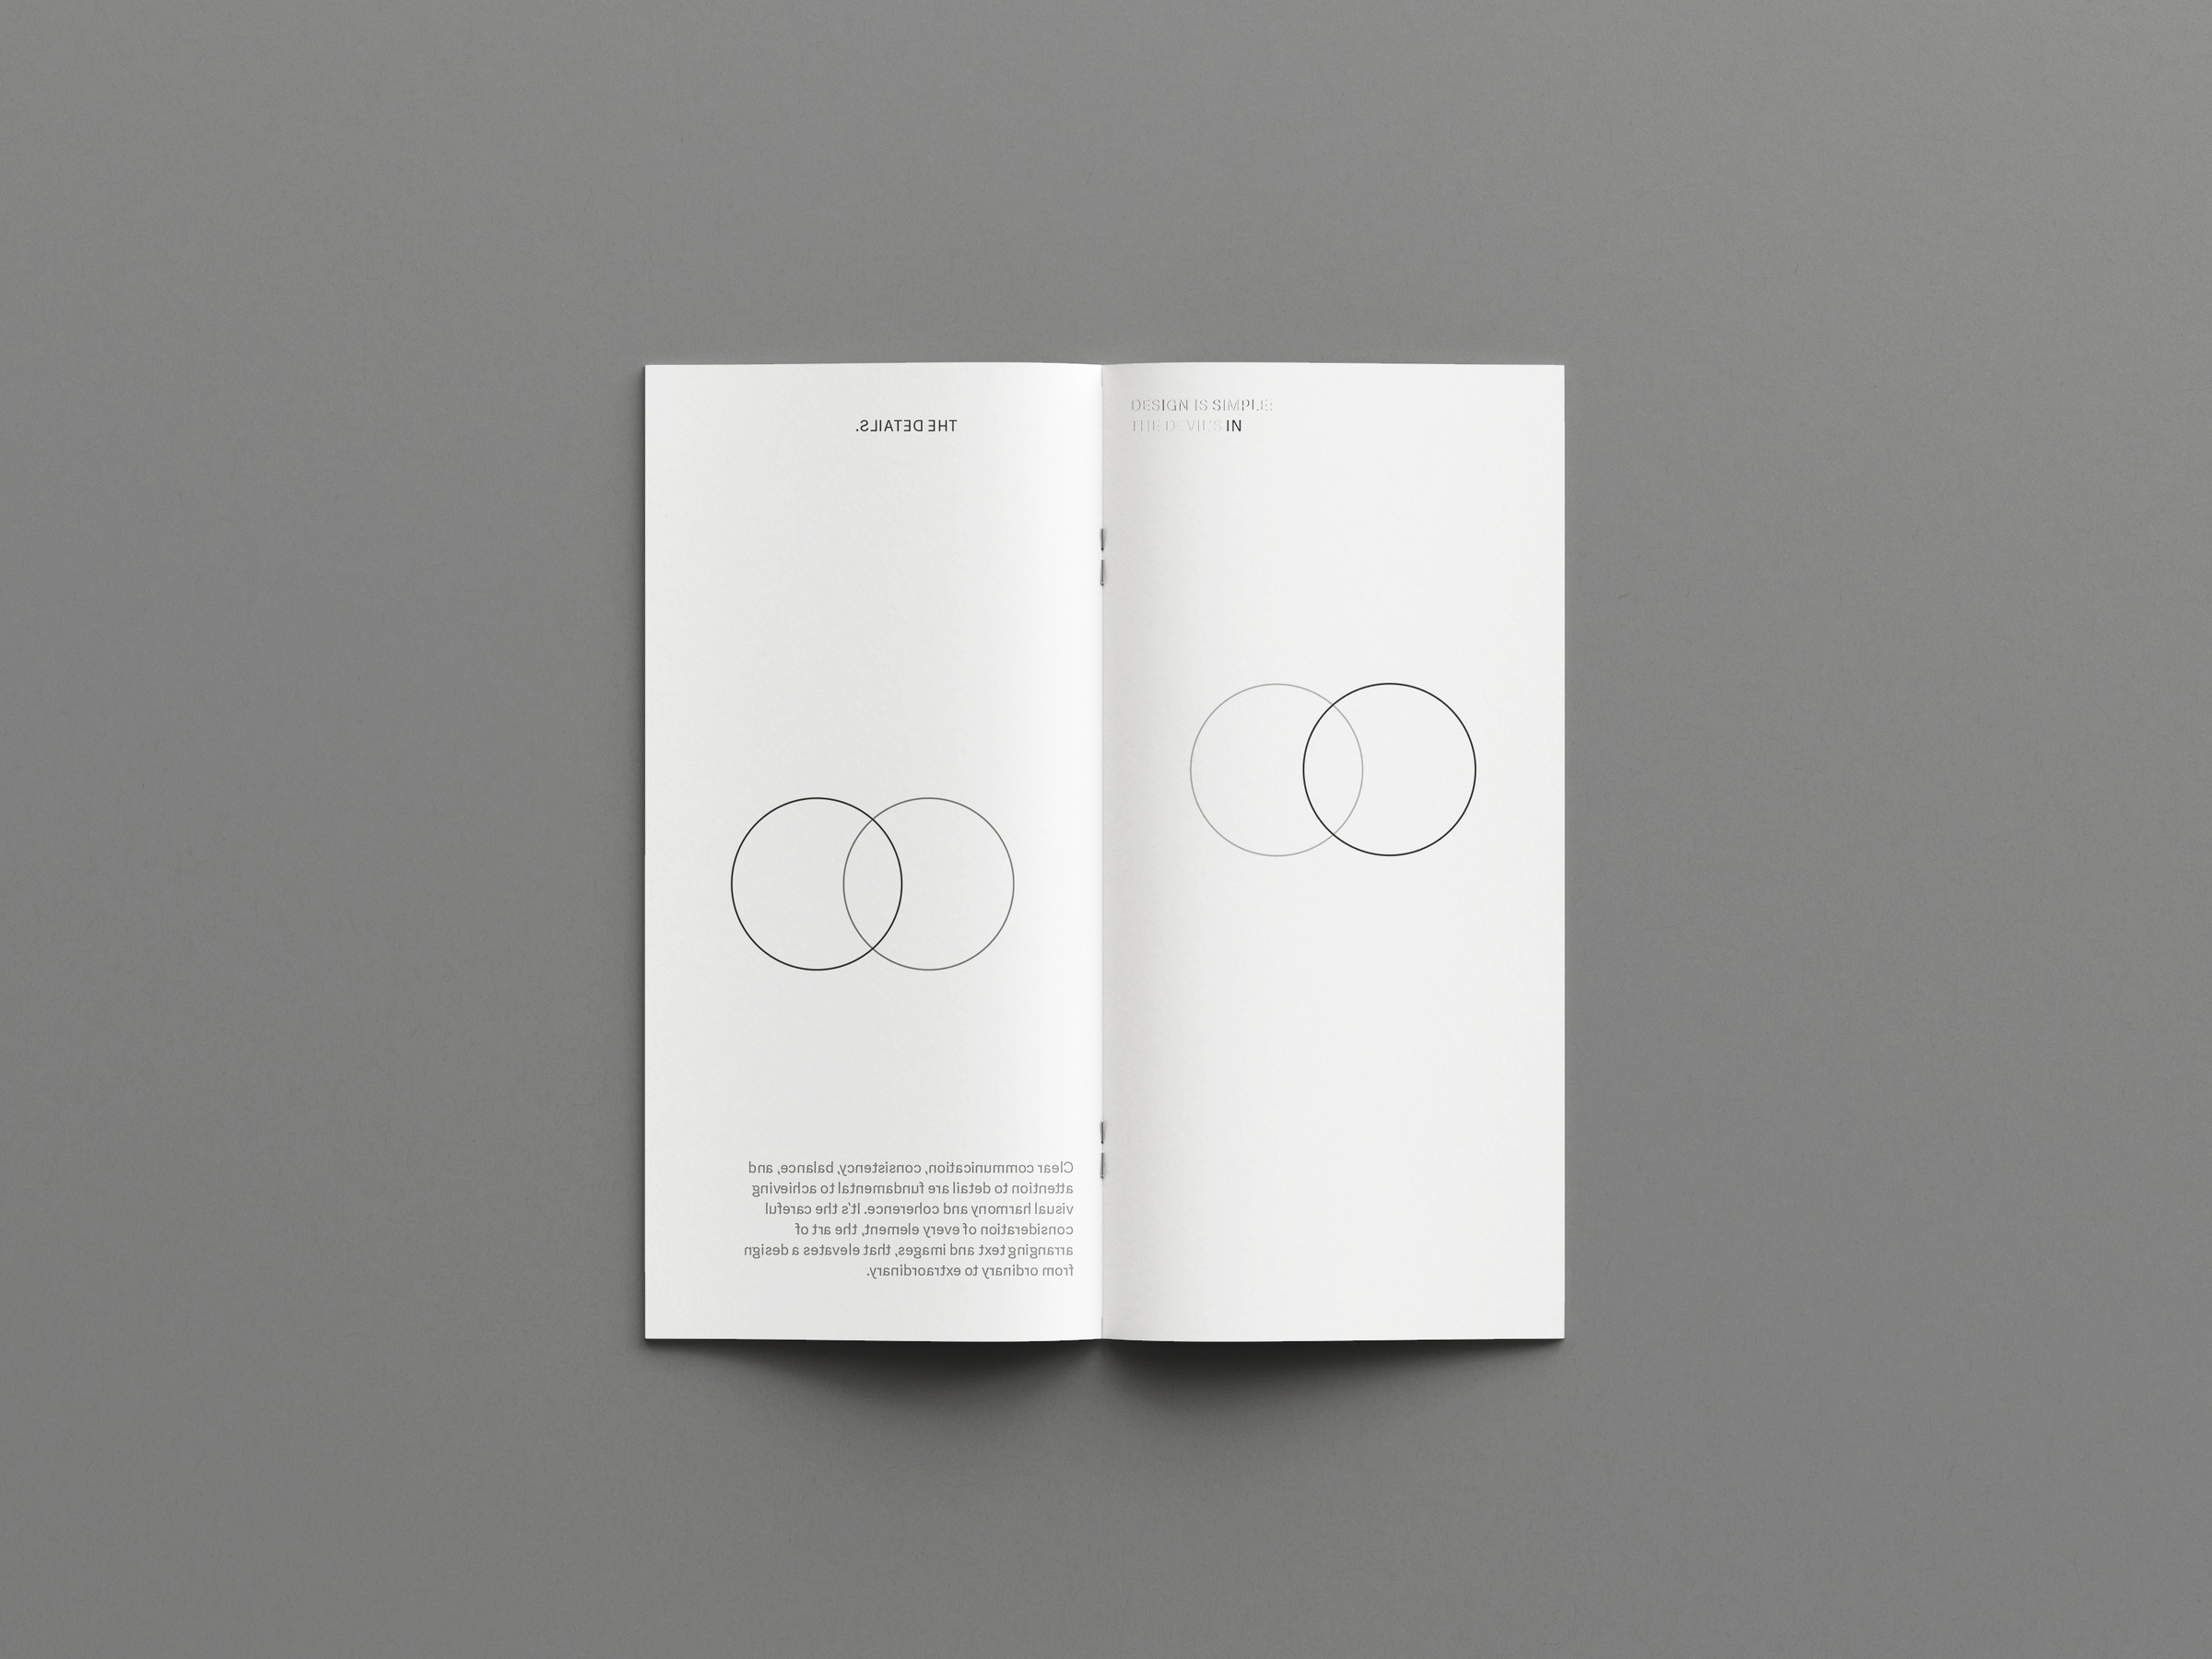 THE DETAILS.
Clear communication, consistency, balance, and
attention to detail are fundamental to achieving
visual harmony and coherence. It's the careful
consideration of every element, the art of
arranging text and images, that elevates a design
from ordinary to extraordinary.
DESIGN IS SIMPLE:
THE DEVIL'S IN